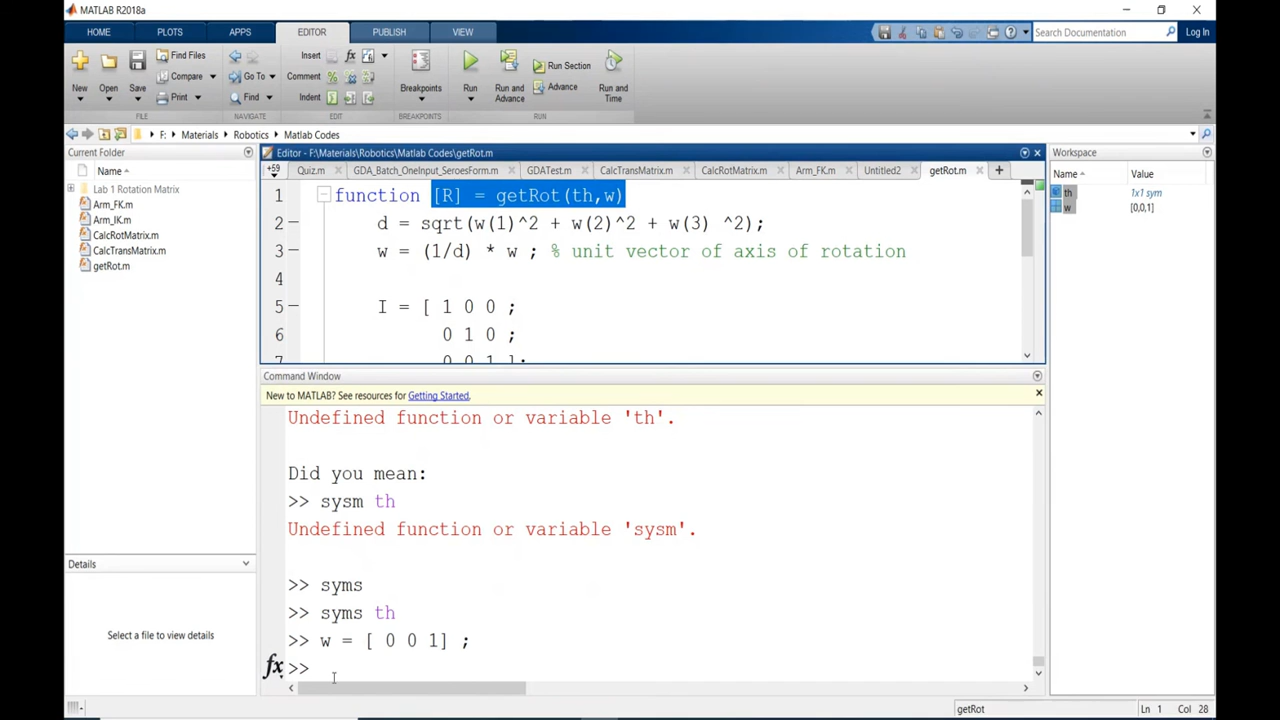 MATLAB R2018a
HOME PLOTS APPS EDITOR PUBLISH VIEW
Search Documentation
Log In
New Open Save
Find Files
Compare
Print
FILE
Go To
Find
NAVIGATE
Insert fx
Comment %
Indent
EDIT
Breakpoints
BREAKPOINTS
Run
Run and
Advance
Run Section
Advance
Run and
Time
RUN
F: Materials Robotics Matlab Codes
Current Folder
Name
Lab 1 Rotation Matrix
Arm_FK.m
Arm_IK.m
CalcRotMatrix.m
CalcTransMatrix.m
getRot.m
Details
Select a file to view details
Editor - F:\Materials\Robotics\Matlab Codes\getRot.m
+59 Quiz.m GDA_Batch_OneInput_SeroesForm.m GDATest.m CalcTransMatrix.m CalcRotMatrix.m Arm_FK.m Untitled2 getRot.m
1 function [R] = getRot(th,w)
2 d = sqrt(w(1)^2 + w(2)^2 + w(3) ^2);
3 w = (1/d) * w ; % unit vector of axis of rotation
4
5 I = [ 1 0 0 ;
6 0 1 0 ;
7 0 0 1 ];
Command Window
New to MATLAB? See resources for Getting Started.
Undefined function or variable 'th'.
Did you mean:
>> sysm th
Undefined function or variable 'sysm'.
>> syms
>> syms th
>> w = [ 0 0 1] ;
fx >>
Workspace
Name Value
th 1x1 sym
w [0,0,1]
getRot Ln 1 Col 28